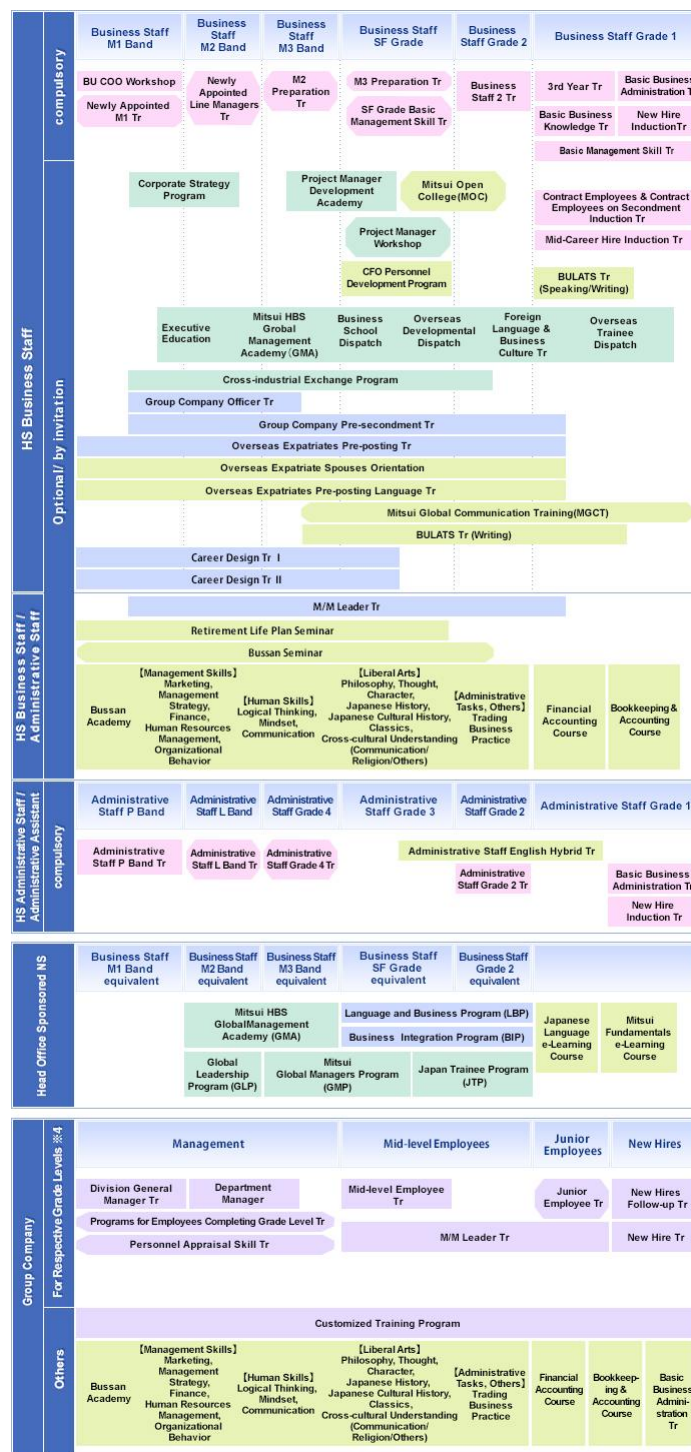 HS Business Staff
compulsory
Business Staff
M1 Band
Business
Staff
M2 Band
Business
Staff
M3 Band
Business Staff
SF Grade
Business
Staff Grade 2
Business Staff Grade 1
BU COO Workshop
Newly Appointed
M1 Tr
Newly
Appointed
Line Managers
Tr
M2
Preparation
Tr
M3 Preparation Tr
SF Grade Basic
Management Skill Tr
Business
Staff 2 Tr
3rd Year Tr
Basic Business
Administration T
Basic Business
Knowledge Tr
New Hire
InductionTr
Basic Management Skill Tr
Optional/ by invitation
Corporate Strategy
Program
Project Manager
Development
Academy
Mitsui Open
College(MOC)
Contract Employees & Contract
Employees on Secondment
Induction Tr
Project Manager
Workshop
Mid-Career Hire Induction Tr
CFO Personnel
Development Program
BULATS Tr
(Speaking/Writing)
Executive
Education
Mitsui HBS
Grobal
Management
Academy(GMA)
Business
School
Dispatch
Overseas
Developmental
Dispatch
Foreign
Language &
Business
Culture Tr
Overseas
Trainee
Dispatch
Cross-industrial Exchange Program
Group Company Officer Tr
Group Company Pre-secondment Tr
Overseas Expatriates Pre-posting Tr
Overseas Expatriate Spouses Orientation
Overseas Expatriates Pre-posting Language Tr
Mitsui Global Communication Training(MGCT)
BULATS Tr (Writing)
Career Design Tr I
Career Design Tr II
HS Business Staff /
Administrative Staff
M/M Leader Tr
Retirement Life Plan Seminar
Bussan Seminar
Bussan
Academy
【Management Skills】
Marketing,
Management
Strategy,
Finance,
Human Resources
Management,
Organizational
Behavior
【Human Skills】
Logical Thinking,
Mindset,
Communication
【Liberal Arts】
Philosophy, Thought,
Character,
Japanese History,
Japanese Cultural History,
Classics,
Cross-cultural Understanding
(Communication/
Religion/Others)
【Administrative
Tasks, Others】
Trading
Business
Practice
Financial
Accounting
Course
Bookkeeping &
Accounting
Course
HS Administrative Staff /
Administrative Assistant
compulsory
Administrative
Staff P Band
Administrative
Staff L Band
Administrative
Staff Grade 4
Administrative
Staff Grade 3
Administrative
Staff Grade 2
Administrative Staff Grade 1
Administrative
Staff P Band Tr
Administrative
Staff L Band Tr
Administrative
Staff Grade 4 Tr
Administrative Staff English Hybrid Tr
Administrative
Staff Grade 2 Tr
Basic Business
Administration Tr
New Hire
Induction Tr
Head Office Sponsored NS
Business Staff
M1 Band
equivalent
Business Staff
M2 Band
equivalent
Business Staff
M3 Band
equivalent
Business Staff
SF Grade
equivalent
Business Staff
Grade 2
equivalent
Mitsui HBS
GlobalManagement
Academy (GMA)
Language and Business Program (LBP)
Business Integration Program (BIP)
Japanese
Language
e-Learning
Course
Mitsui
Fundamentals
e-Learning
Course
Global
Leadership
Program (GLP)
Mitsui
Global Managers Program
(GMP)
Japan Trainee Program
(JTP)
Group Company
For Respective Grade Levels ※4
Management
Mid-level Employees
Junior
Employees
New Hires
Division General
Manager Tr
Department
Manager
Mid-level Employee
Tr
Junior
Employee Tr
New Hires
Follow-up Tr
Programs for Employees Completing Grade Level Tr
Personnel Appraisal Skill Tr
M/M Leader Tr
New Hire Tr
Others
Customized Training Program
Bussan
Academy
【Management Skills】
Marketing,
Management
Strategy,
Finance,
Human Resources
Management,
Organizational
Behavior
【Human Skills】
Logical Thinking,
Mindset,
Communication
【Liberal Arts】
Philosophy, Thought,
Character,
Japanese History,
Japanese Cultural History,
Classics,
Cross-cultural Understanding
(Communication/
Religion/Others)
【Administrative
Tasks, Others】
Trading
Business
Practice
Financial
Accounting
Course
Bookkeep-
ing &
Accounting
Course
Basic
Business
Admini-
stration
Tr